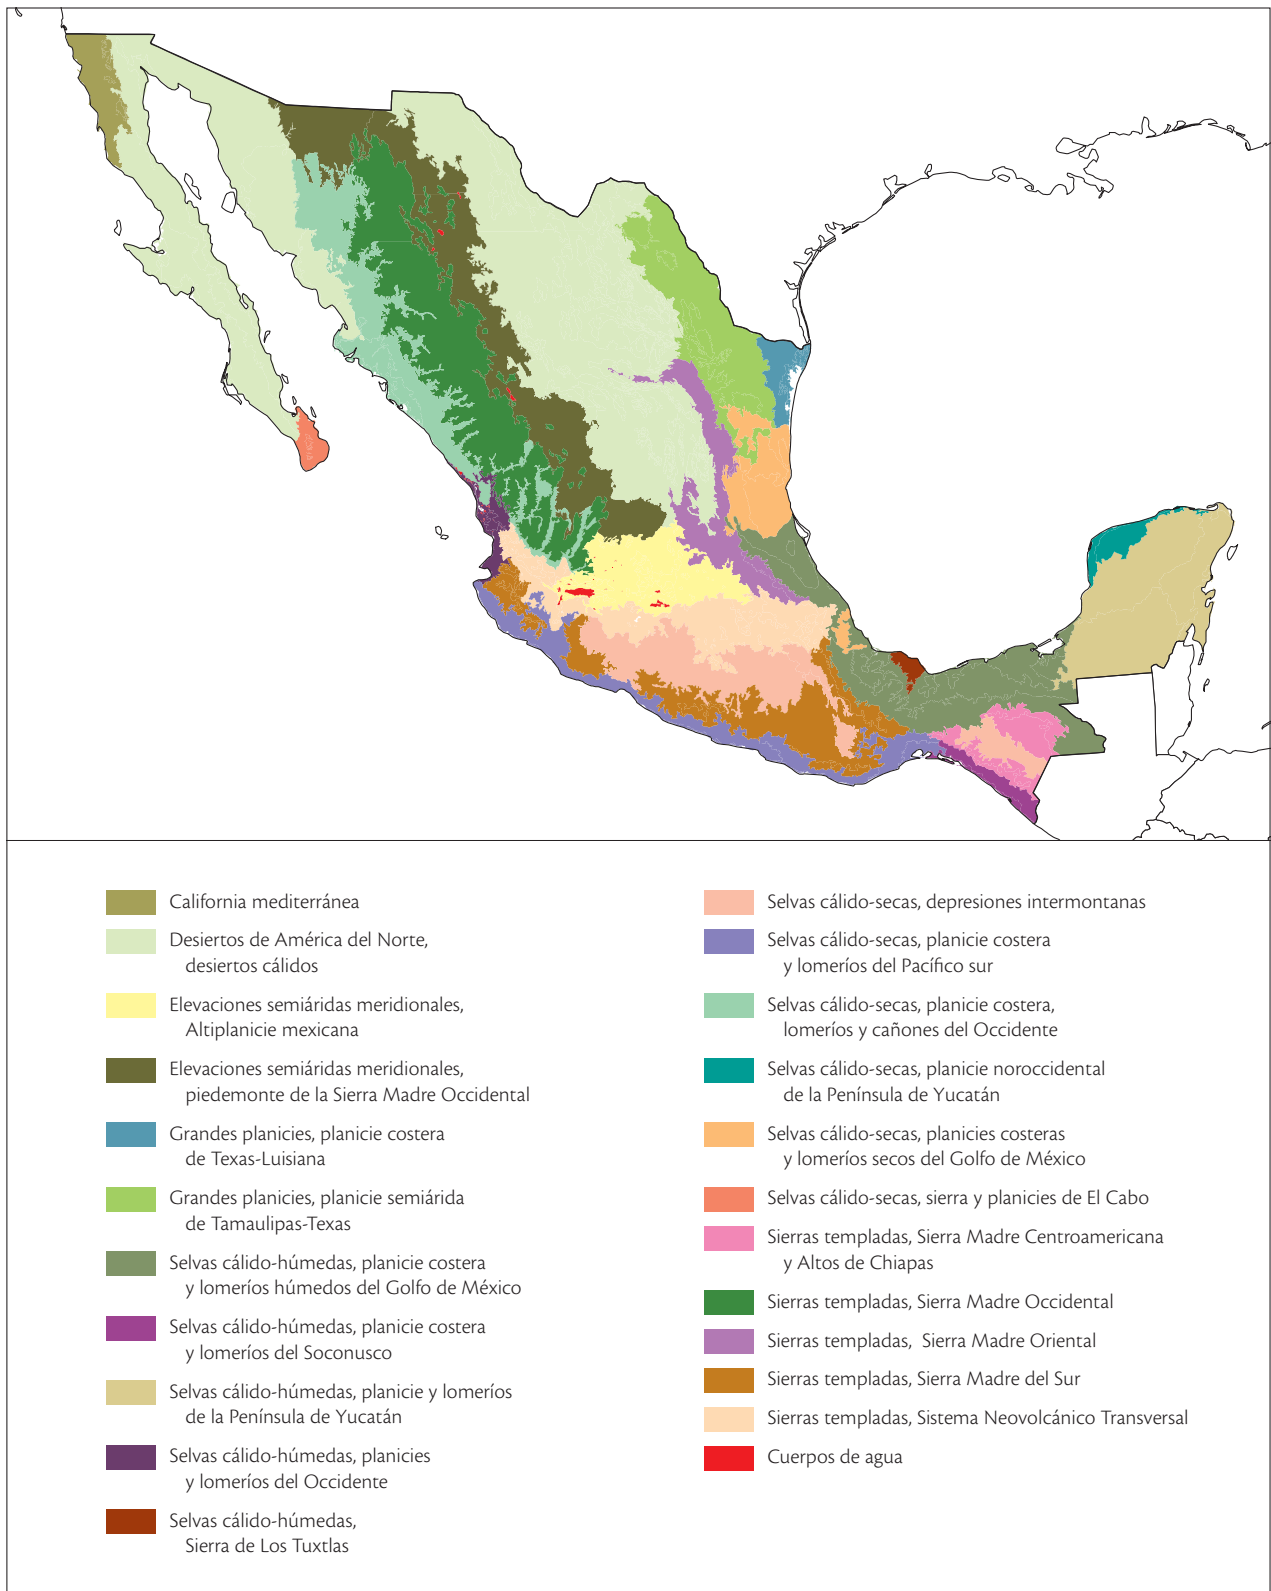 California mediterránea
Desiertos de América del Norte,
desiertos cálidos
Elevaciones semiáridas meridionales,
Altiplanicie mexicana
Elevaciones semiáridas meridionales,
piedemonte de la Sierra Madre Occidental
Grandes planicies, planicie costera
de Texas-Luisiana
Grandes planicies, planicie semiárida
de Tamaulipas-Texas
Selvas cálido-húmedas, planicie costera
y lomeríos húmedos del Golfo de México
Selvas cálido-húmedas, planicie costera
y lomeríos del Soconusco
Selvas cálido-húmedas, planicie y lomeríos
de la Península de Yucatán
Selvas cálido-húmedas, planicies
y lomeríos del Occidente
Selvas cálido-húmedas,
Sierra de Los Tuxtlas
Selvas cálido-secas, depresiones intermontanas
Selvas cálido-secas, planicie costera
y lomeríos del Pacífico sur
Selvas cálido-secas, planicie costera,
lomeríos y cañones del Occidente
Selvas cálido-secas, planicie noroccidental
de la Península de Yucatán
Selvas cálido-secas, planicies costeras
y lomeríos secos del Golfo de México
Selvas cálido-secas, sierra y planicies de El Cabo
Sierras templadas, Sierra Madre Centroamericana
y Altos de Chiapas
Sierras templadas, Sierra Madre Occidental
Sierras templadas, Sierra Madre Oriental
Sierras templadas, Sierra Madre del Sur
Sierras templadas, Sistema Neovolcánico Transversal
Cuerpos de agua